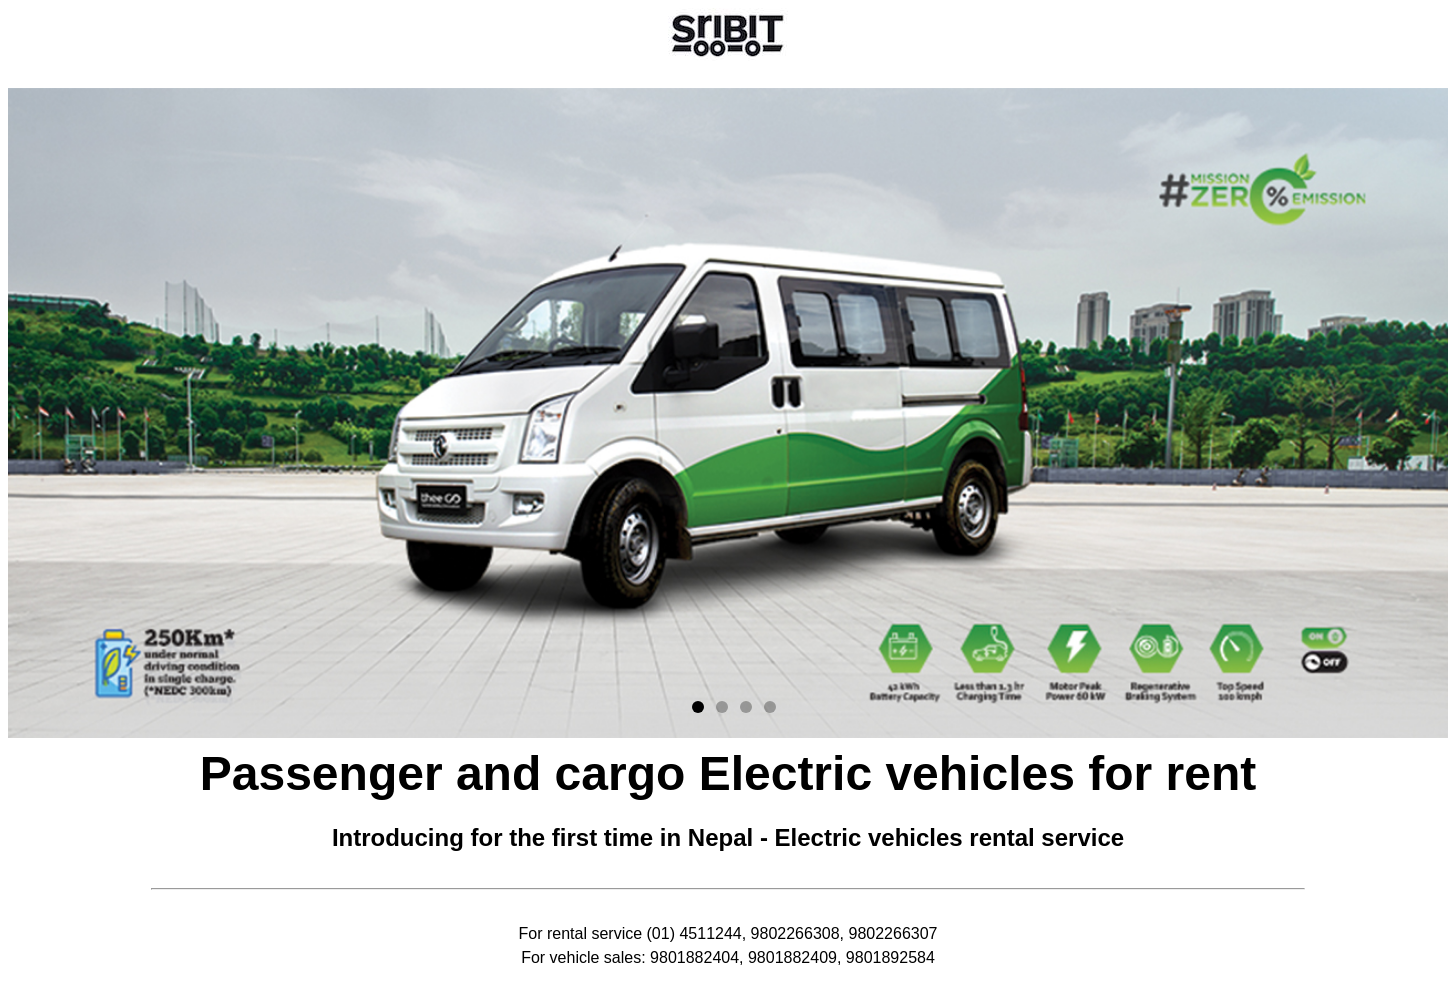 SRIBIT
#MISSION ZERO% EMISSION
thee GO
250Km*
under normal
driving condition
in single charge.
(*NEDC 300km)
42 kWh
Battery Capacity
Less than 1.3 hr
Charging Time
Motor Peak
Power 60 kW
Regenerative
Braking System
Top Speed
100 kmph
ON
OFF
Passenger and cargo Electric vehicles for rent
Introducing for the first time in Nepal - Electric vehicles rental service
For rental service (01) 4511244, 9802266308, 9802266307
For vehicle sales: 9801882404, 9801882409, 9801892584